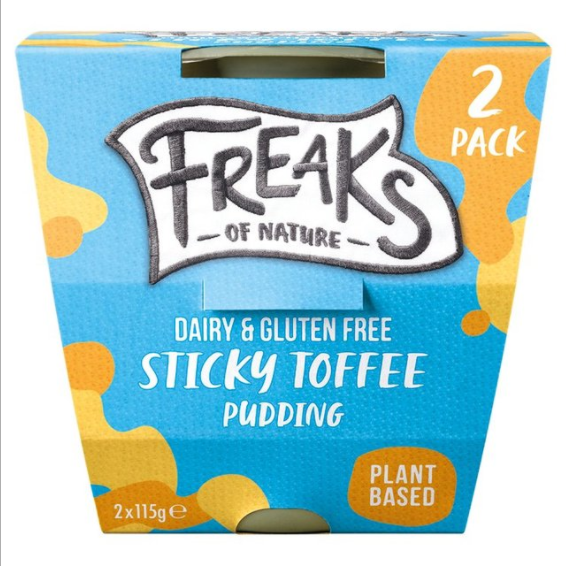 2
PACK
FREAKS
— OF NATURE —
DAIRY & GLUTEN FREE
STICKY TOFFEE
PUDDING
PLANT
BASED
2x115g℮